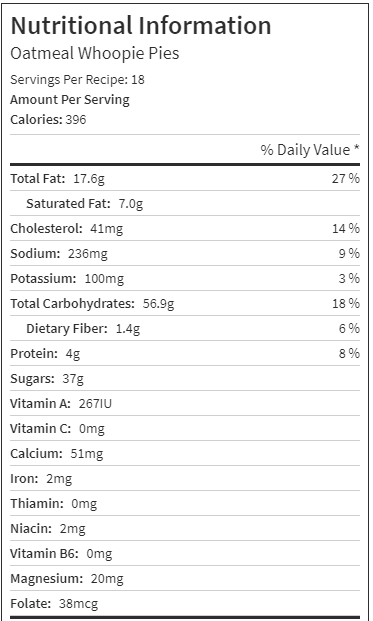 Nutritional Information
Oatmeal Whoopie Pies
Servings Per Recipe: 18
Amount Per Serving
Calories: 396
% Daily Value *
Total Fat: 17.6g 27 %
Saturated Fat: 7.0g
Cholesterol: 41mg 14 %
Sodium: 236mg 9 %
Potassium: 100mg 3 %
Total Carbohydrates: 56.9g 18 %
Dietary Fiber: 1.4g 6 %
Protein: 4g 8 %
Sugars: 37g
Vitamin A: 267IU
Vitamin C: 0mg
Calcium: 51mg
Iron: 2mg
Thiamin: 0mg
Niacin: 2mg
Vitamin B6: 0mg
Magnesium: 20mg
Folate: 38mcg